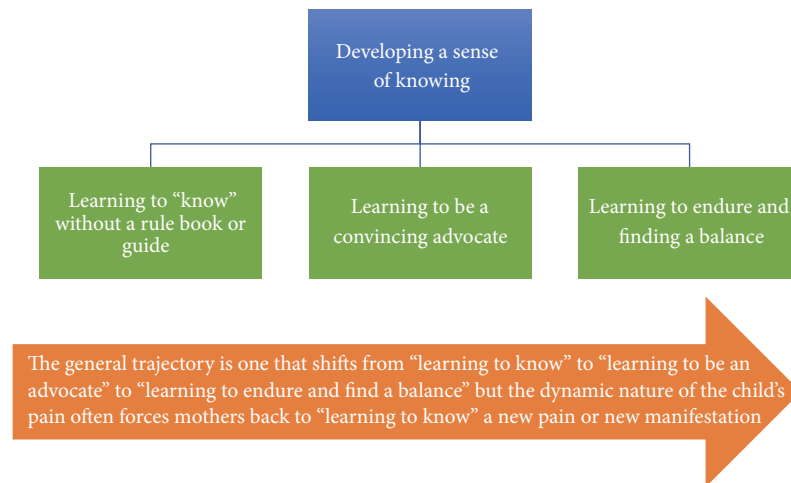 Developing a sense
of knowing
Learning to “know”
without a rule book or
guide
Learning to be a
convincing advocate
Learning to endure and
finding a balance
The general trajectory is one that shifts from “learning to know” to “learning to be an
advocate” to “learning to endure and find a balance” but the dynamic nature of the child’s
pain often forces mothers back to “learning to know” a new pain or new manifestation